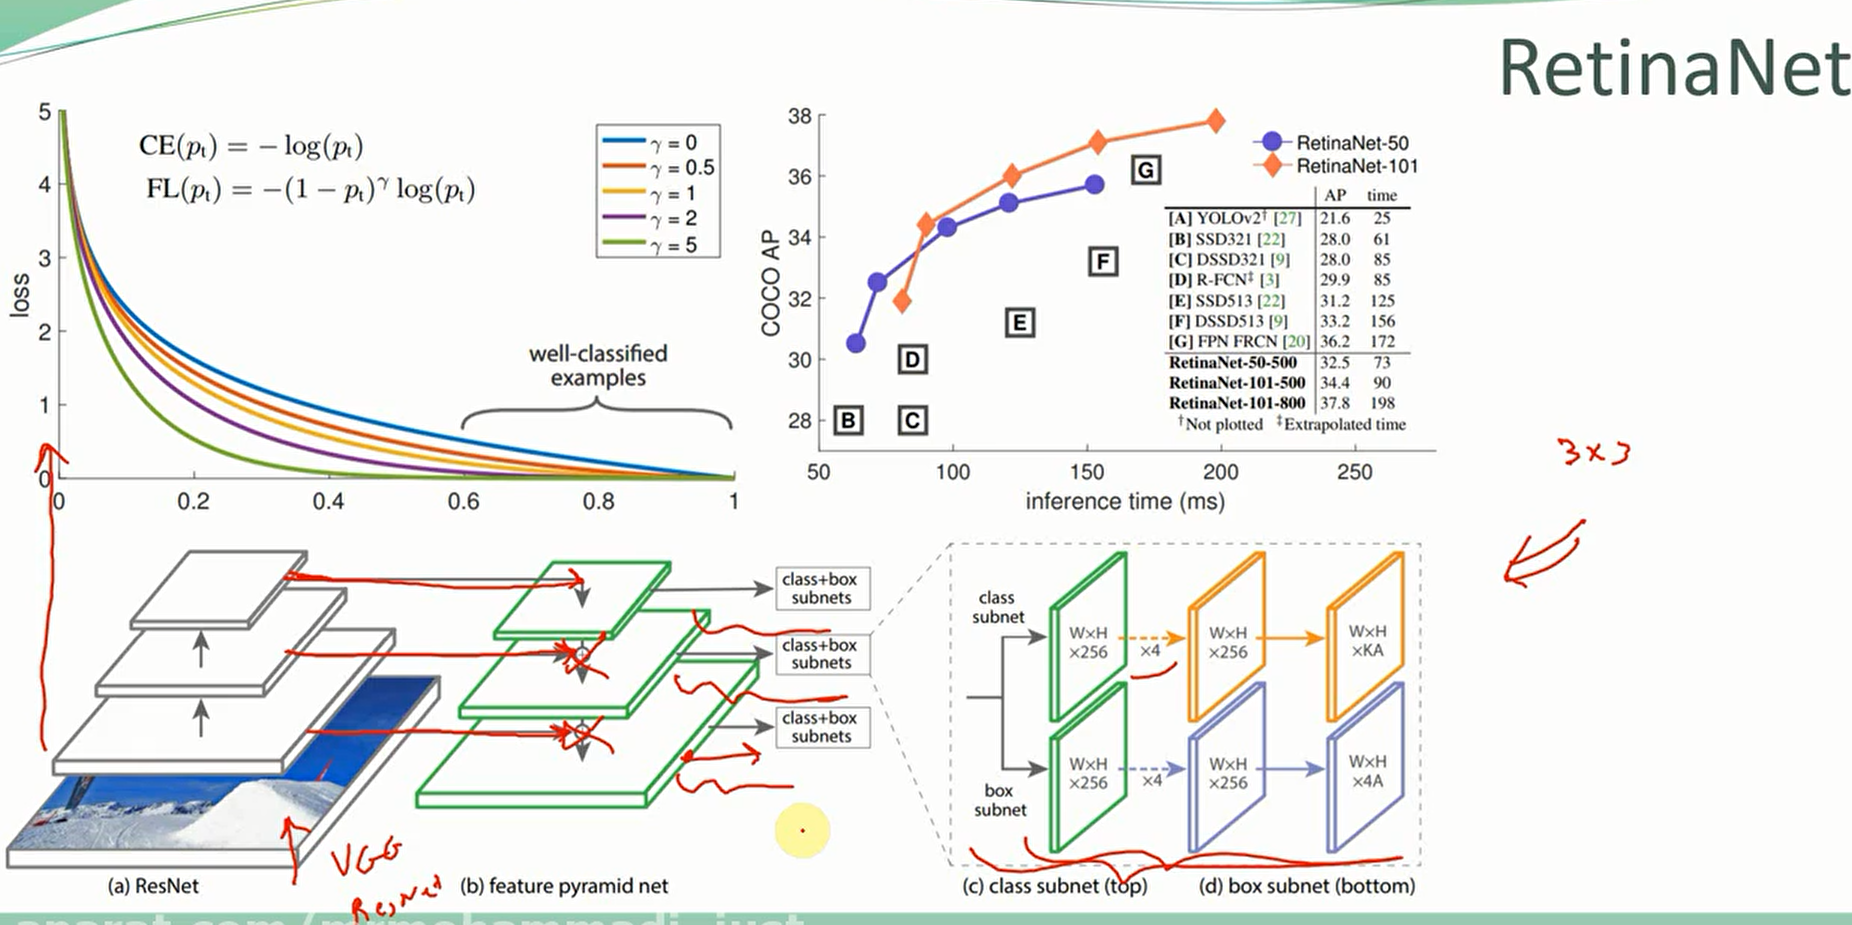 RetinaNet
CE(pₜ) = − log(pₜ)
FL(pₜ) = −(1 − pₜ)^γ log(pₜ)
γ = 0
γ = 0.5
γ = 1
γ = 2
γ = 5
well-classified
examples
loss
5
4
3
2
1
0
0 0.2 0.4 0.6 0.8 1
COCO AP
38
36
34
32
30
28
50 100 150 200 250
inference time (ms)
B
C
D
E
F
G
RetinaNet-50
RetinaNet-101
AP time
[A] YOLOv2† [27] 21.6 25
[B] SSD321 [22] 28.0 61
[C] DSSD321 [9] 28.0 85
[D] R-FCN‡ [3] 29.9 85
[E] SSD513 [22] 31.2 125
[F] DSSD513 [9] 33.2 156
[G] FPN FRCN [20] 36.2 172
RetinaNet-50-500 32.5 73
RetinaNet-101-500 34.4 90
RetinaNet-101-800 37.8 198
†Not plotted ‡Extrapolated time
3×3
class+box
subnets
class+box
subnets
class+box
subnets
class
subnet
W×H
×256
×4
W×H
×256
W×H
×KA
box
subnet
W×H
×256
×4
W×H
×256
W×H
×4A
VGG
ResNet
(a) ResNet
(b) feature pyramid net
(c) class subnet (top)
(d) box subnet (bottom)